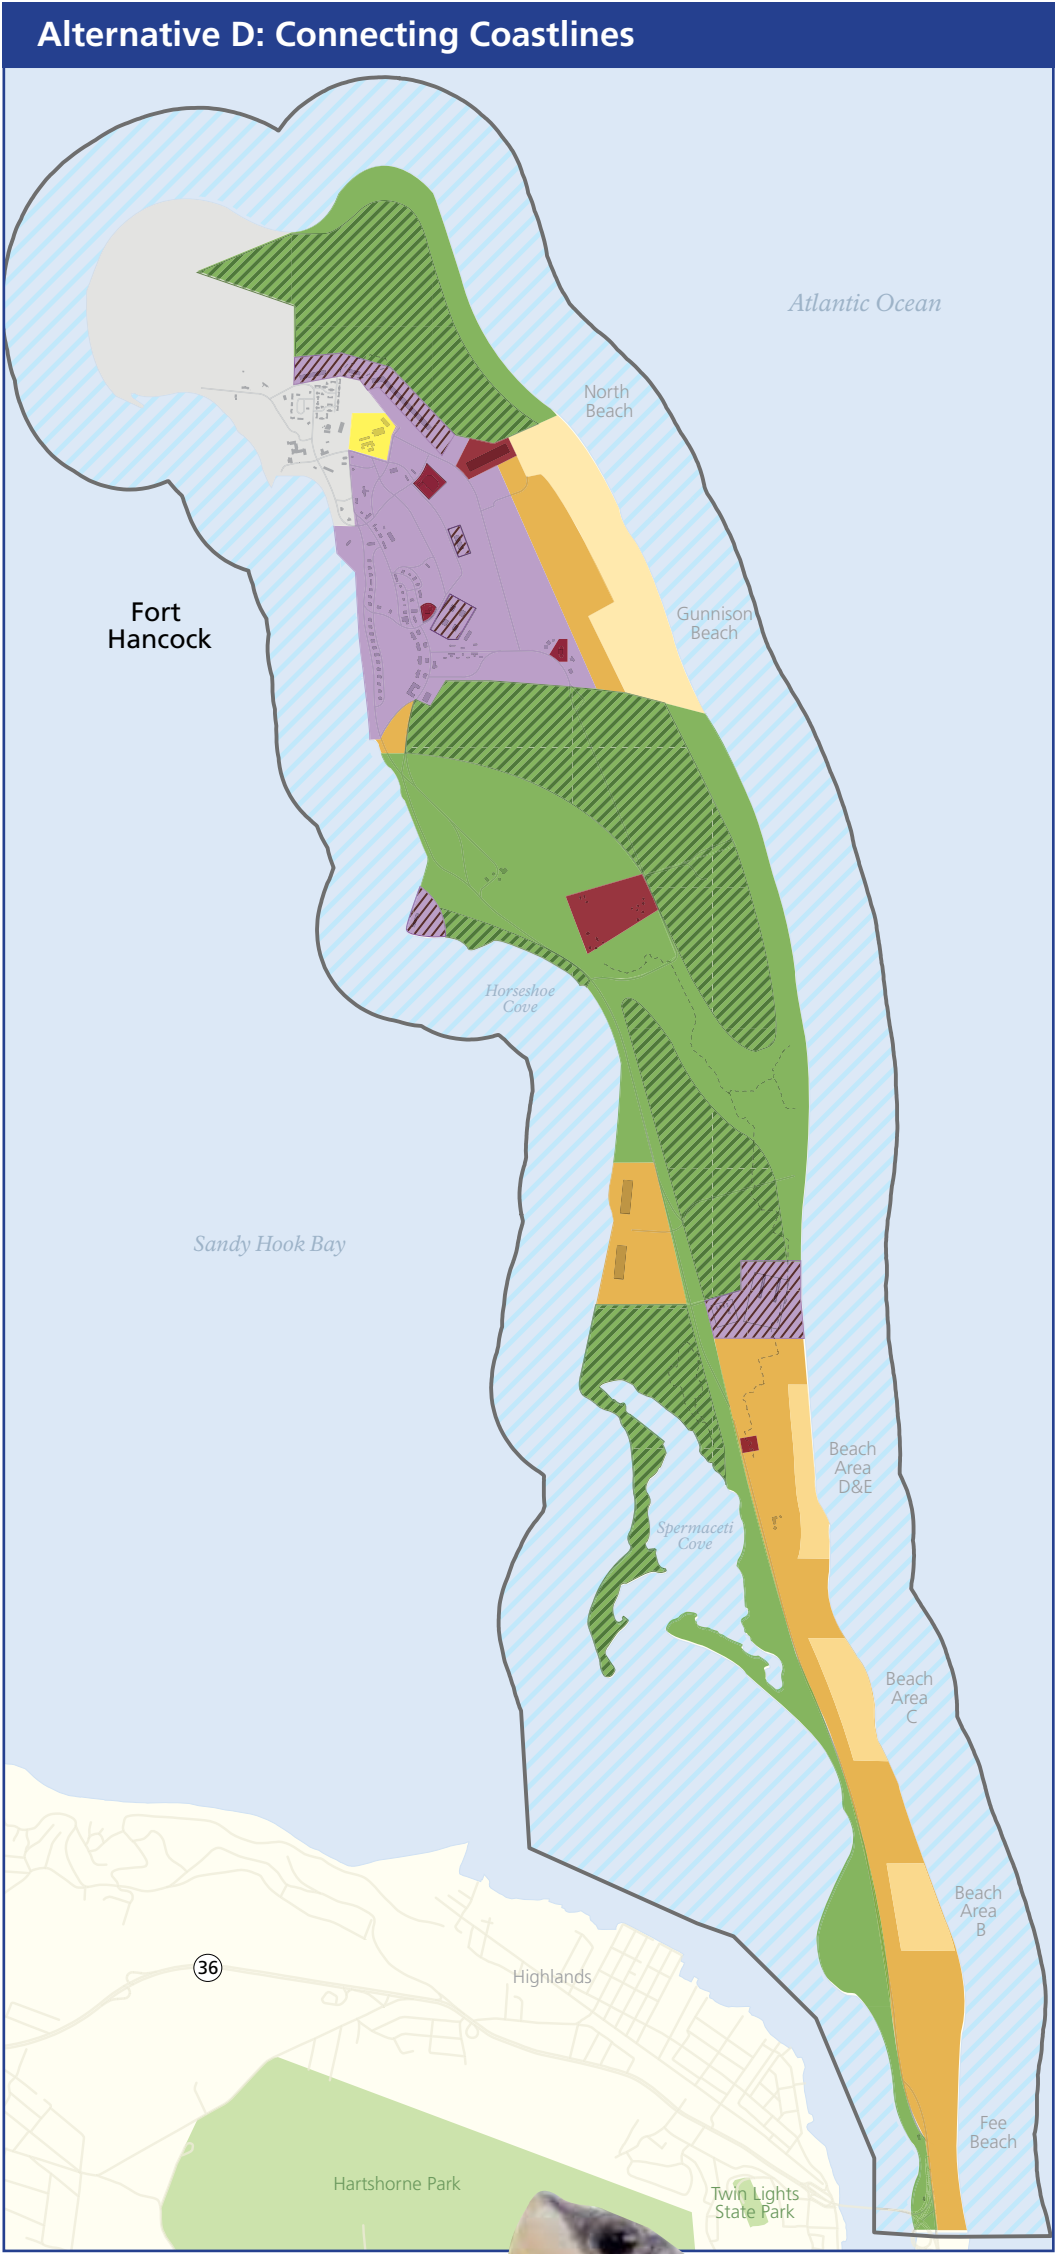 Alternative D: Connecting Coastlines
Atlantic Ocean
North
Beach
Fort
Hancock
Gunnison
Beach
Horseshoe
Cove
Sandy Hook Bay
Beach
Area
D&E
Spermaceti
Cove
Beach
Area
C
Beach
Area
B
36
Highlands
Fee
Beach
Hartshorne Park
Twin Lights
State Park